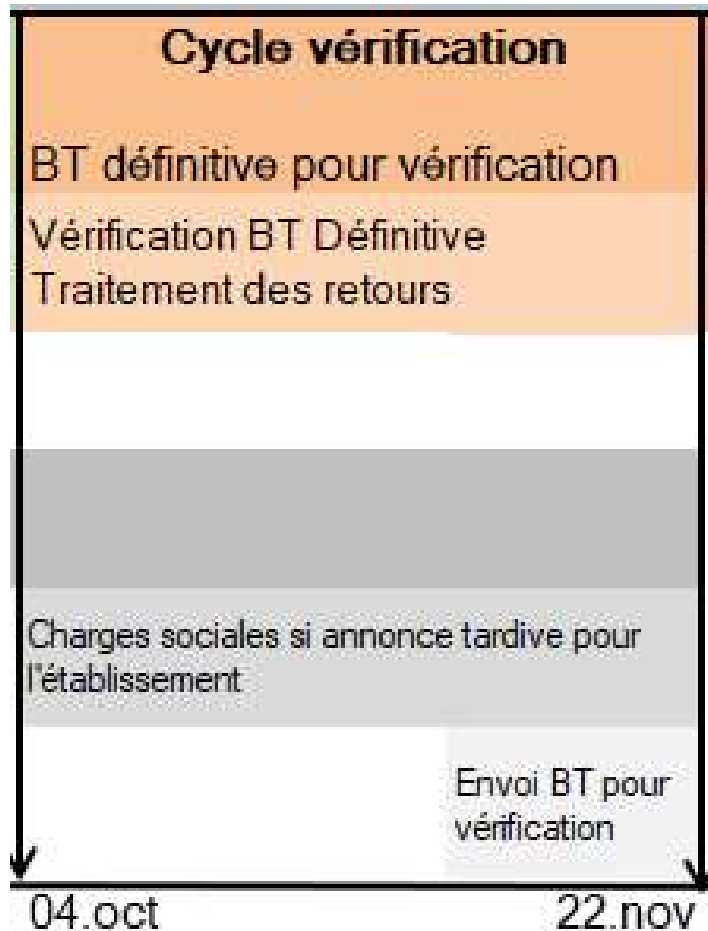 Cycle vérification
BT définitive pour vérification
Vérification BT Définitive
Traitement des retours
Charges sociales si annonce tardive pour
l'établissement
Envoi BT pour
vérification
04.oct
22.nov